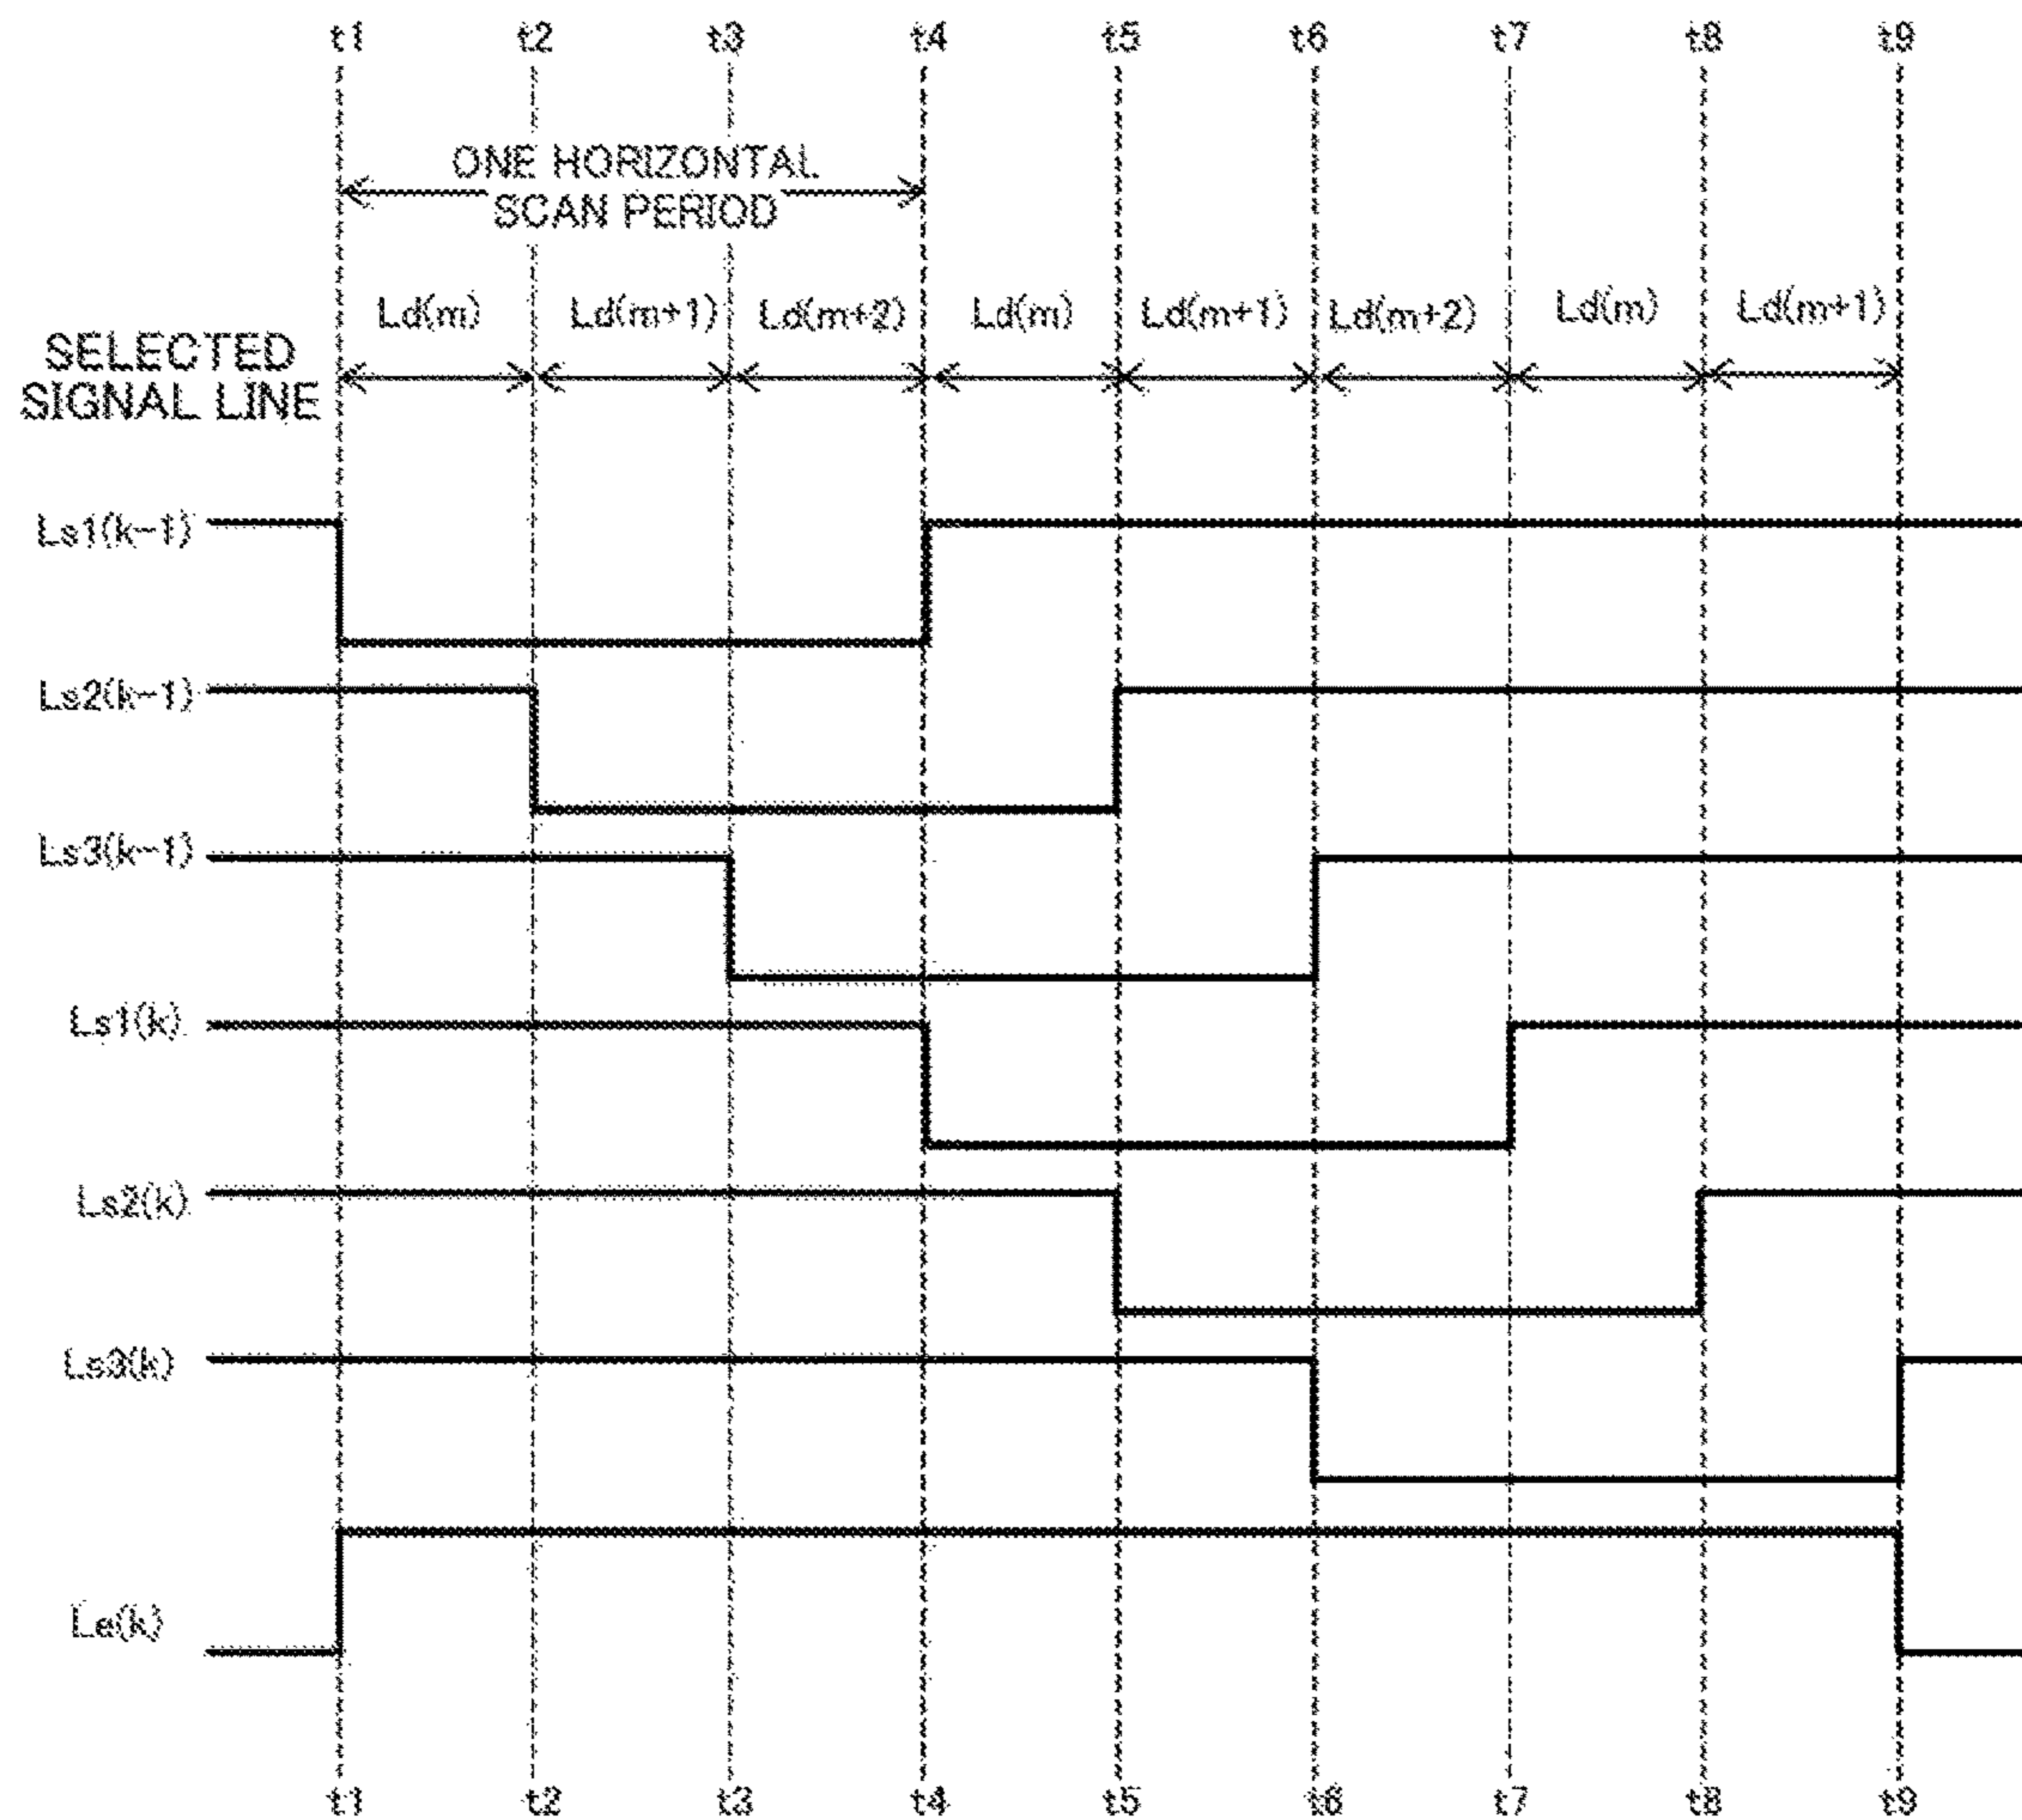 t1 t2 t3 t4 t5 t6 t7 t8 t9
ONE HORIZONTAL
SCAN PERIOD
Ld(m) Ld(m+1) Ld(m+2) Ld(m) Ld(m+1) Ld(m+2) Ld(m) Ld(m+1)
SELECTED
SIGNAL LINE
Ls1(k-1)
Ls2(k-1)
Ls3(k-1)
Ls1(k)
Ls2(k)
Ls3(k)
Le(k)
t1 t2 t3 t4 t5 t6 t7 t8 t9